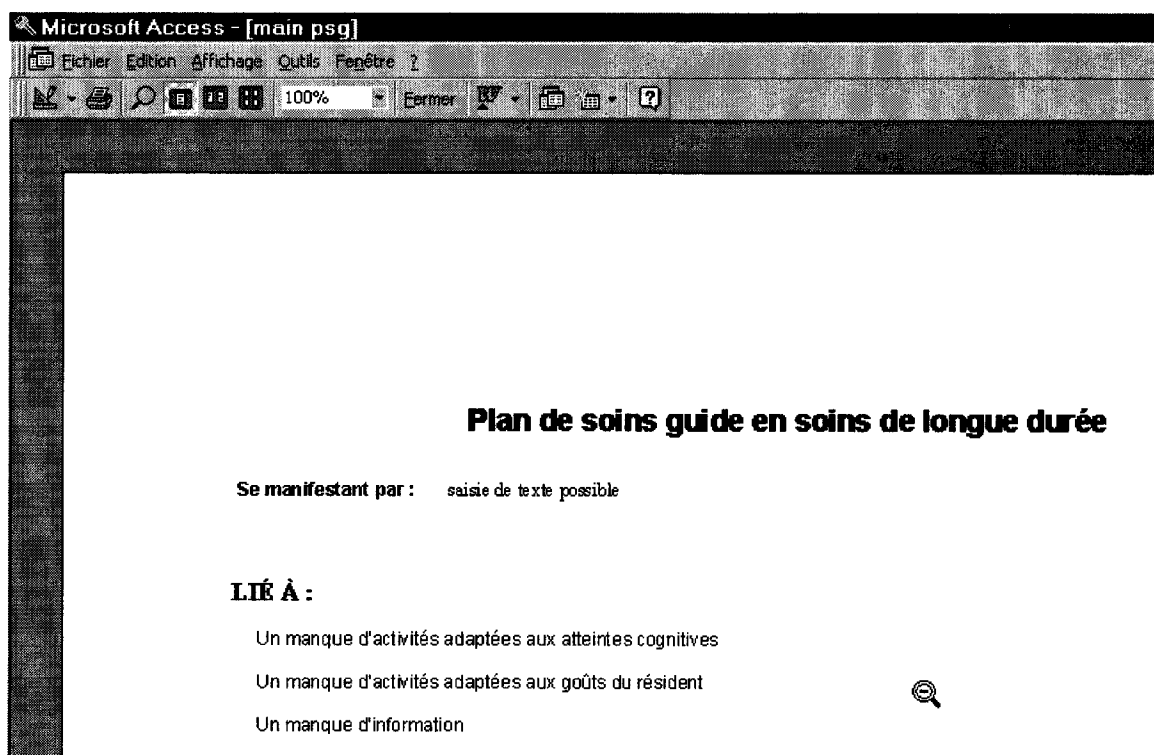 Microsoft Access - [main psg]
Fichier Edition Affichage Outils Fenêtre ?
100% Fermer
Plan de soins guide en soins de longue durée
Se manifestant par : saisie de texte possible
LIÉ À :
Un manque d'activités adaptées aux atteintes cognitives
Un manque d'activités adaptées aux goûts du résident
Un manque d'information